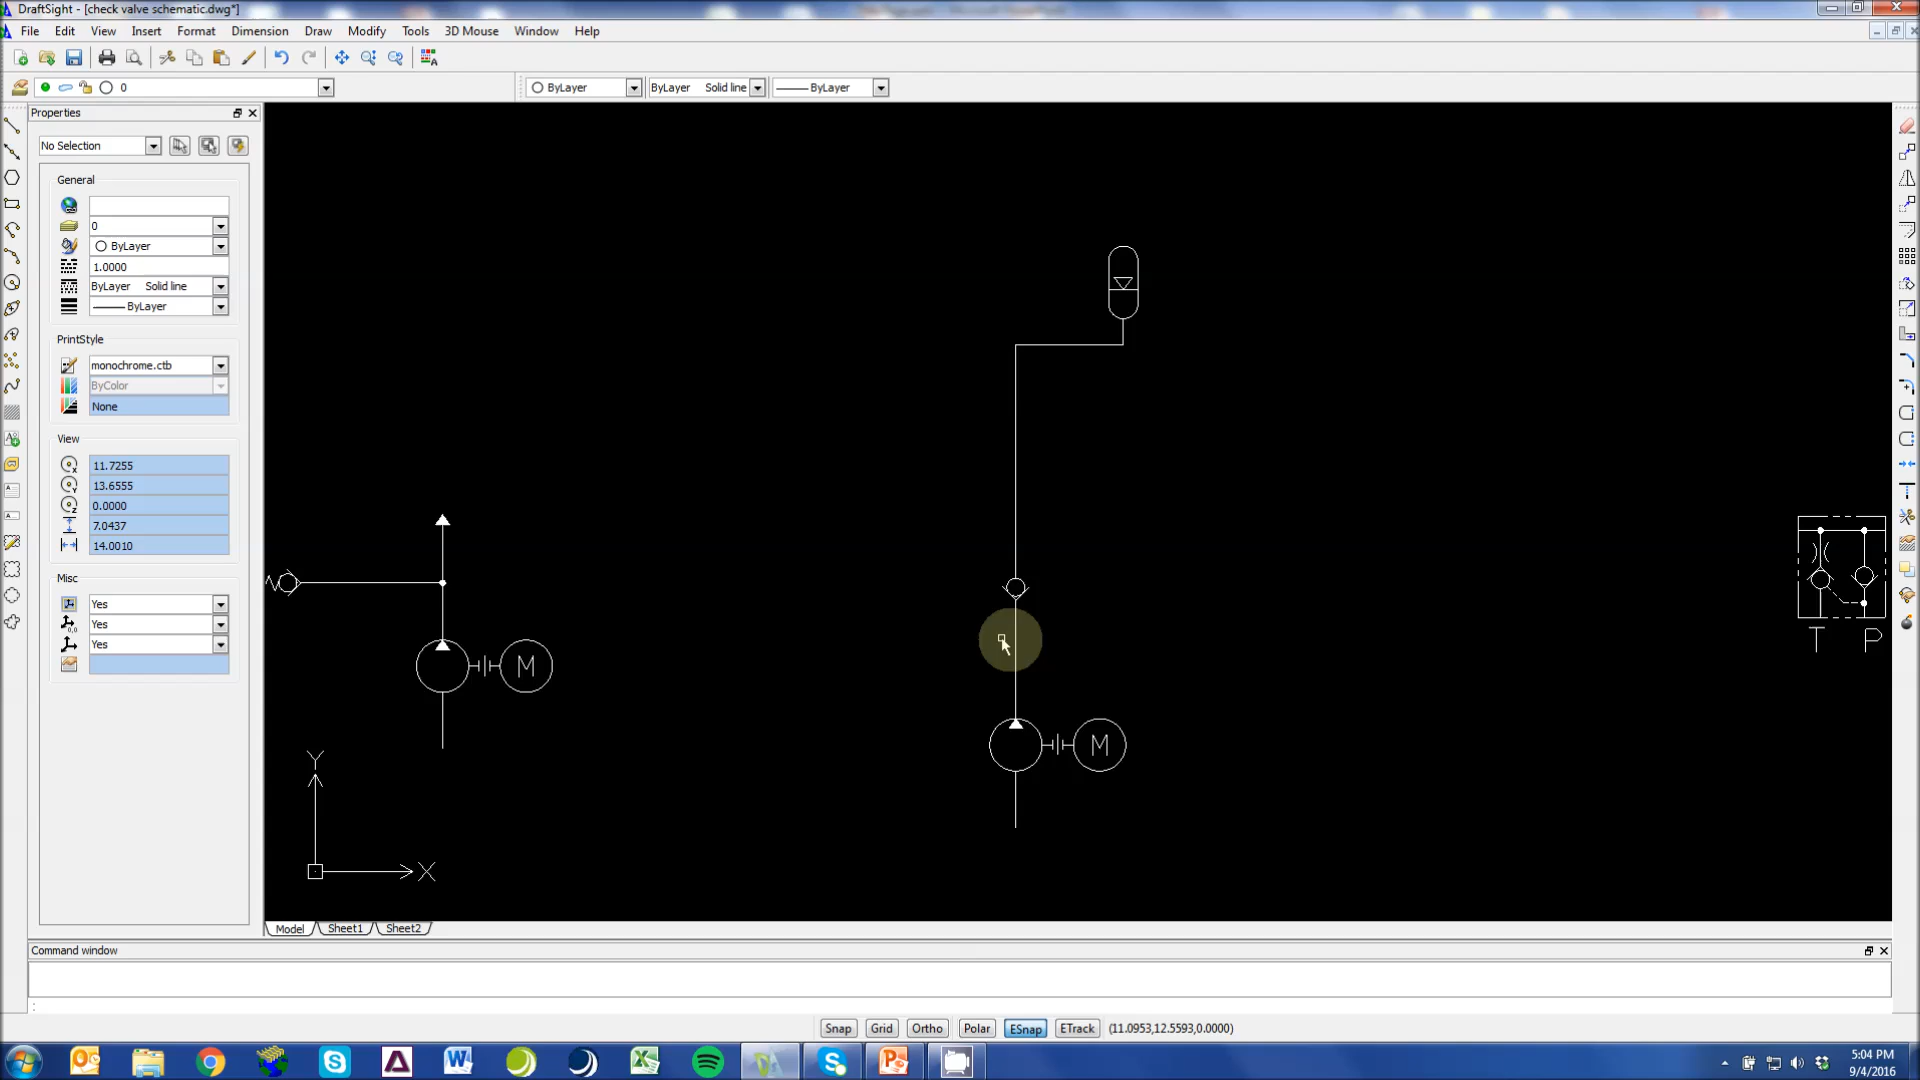 DraftSight - [check valve schematic.dwg*]
File Edit View Insert Format Dimension Draw Modify Tools 3D Mouse Window Help
0 ByLayer ByLayer Solid line ByLayer
Properties
No Selection
General
0
ByLayer
1.0000
ByLayer Solid line
ByLayer
PrintStyle
monochrome.ctb
ByColor
None
View
11.7255
13.6555
0.0000
7.0437
14.0010
Misc
Yes
Yes
Yes
M
M
T P
Y
X
Model Sheet1 Sheet2
Command window
:
Snap Grid Ortho Polar ESnap ETrack (11.0953,12.5593,0.0000)
5:04 PM
9/4/2016